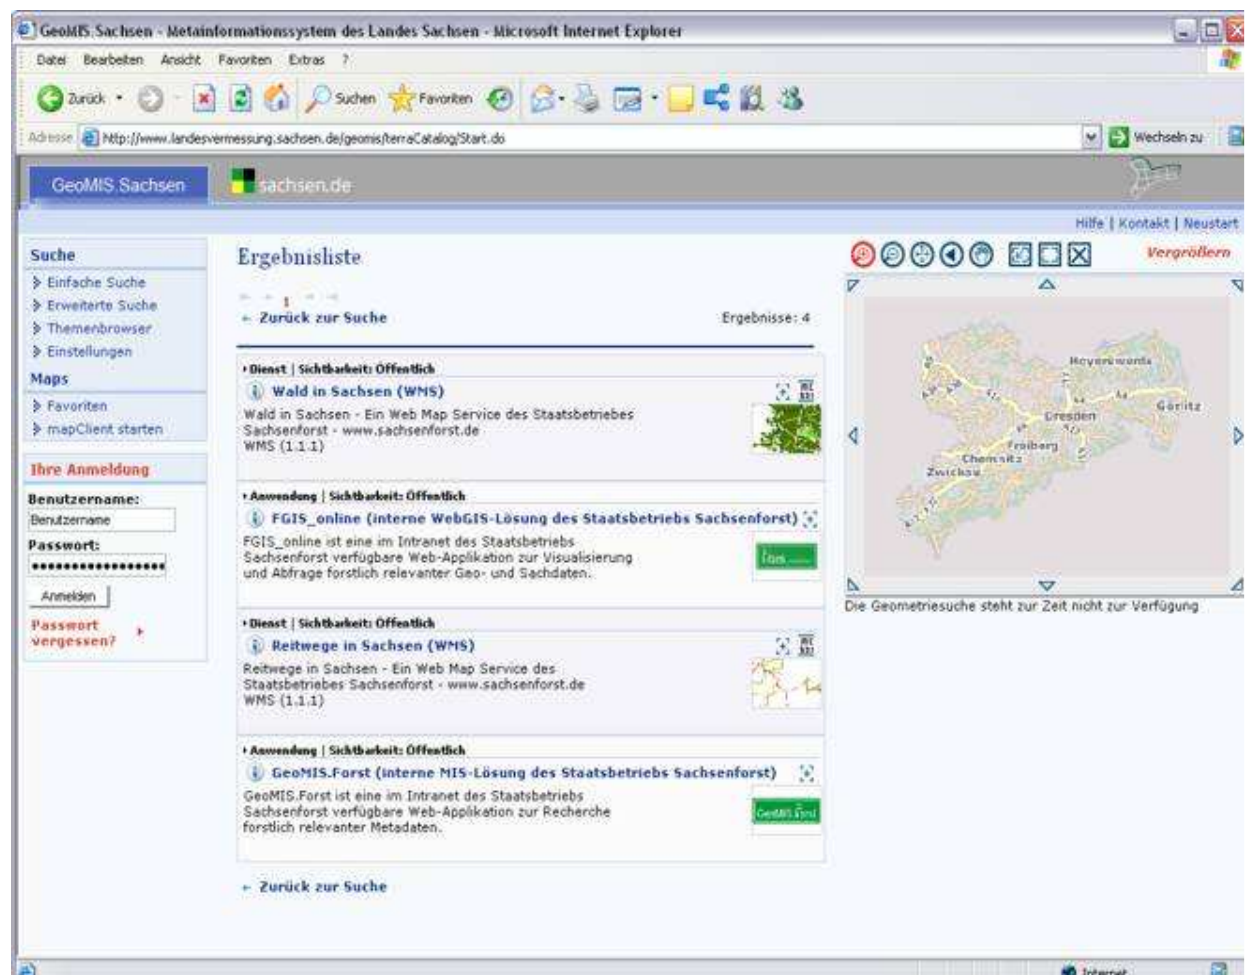 GeoMIS.Sachsen - Metainformationssystem des Landes Sachsen - Microsoft Internet Explorer
Datei Bearbeiten Ansicht Favoriten Extras ?
Zurück Suchen Favoriten
Adresse http://www.landesvermessung.sachsen.de/geomis/terraCatalog/Start.do Wechseln zu
GeoMIS.Sachsen sachsen.de
Hilfe | Kontakt | Neustart
Suche
Einfache Suche
Erweiterte Suche
Themenbrowser
Einstellungen
Maps
Favoriten
mapClient starten
Ihre Anmeldung
Benutzername:
Benutzername
Passwort:
Anmelden
Passwort
vergessen?
Ergebnisliste
1
Zurück zur Suche Ergebnisse: 4
Dienst | Sichtbarkeit: Öffentlich
Wald in Sachsen (WMS)
Wald in Sachsen - Ein Web Map Service des Staatsbetriebes
Sachsenforst - www.sachsenforst.de
WMS (1.1.1)
Anwendung | Sichtbarkeit: Öffentlich
FGIS_online (interne WebGIS-Lösung des Staatsbetriebs Sachsenforst)
FGIS_online ist eine im Intranet des Staatsbetriebs
Sachsenforst verfügbare Web-Applikation zur Visualisierung
und Abfrage forstlich relevanter Geo- und Sachdaten.
Dienst | Sichtbarkeit: Öffentlich
Reitwege in Sachsen (WMS)
Reitwege in Sachsen - Ein Web Map Service des
Staatsbetriebes Sachsenforst - www.sachsenforst.de
WMS (1.1.1)
Anwendung | Sichtbarkeit: Öffentlich
GeoMIS.Forst (interne MIS-Lösung des Staatsbetriebs Sachsenforst)
GeoMIS.Forst ist eine im Intranet des Staatsbetriebs
Sachsenforst verfügbare Web-Applikation zur Recherche
forstlich relevanter Metadaten.
GeoMIS.Forst
Zurück zur Suche
Vergrößern
Hoyerswerda
Görlitz
Dresden
Freiberg
Chemnitz
Zwickau
Die Geometriesuche steht zur Zeit nicht zur Verfügung
Internet